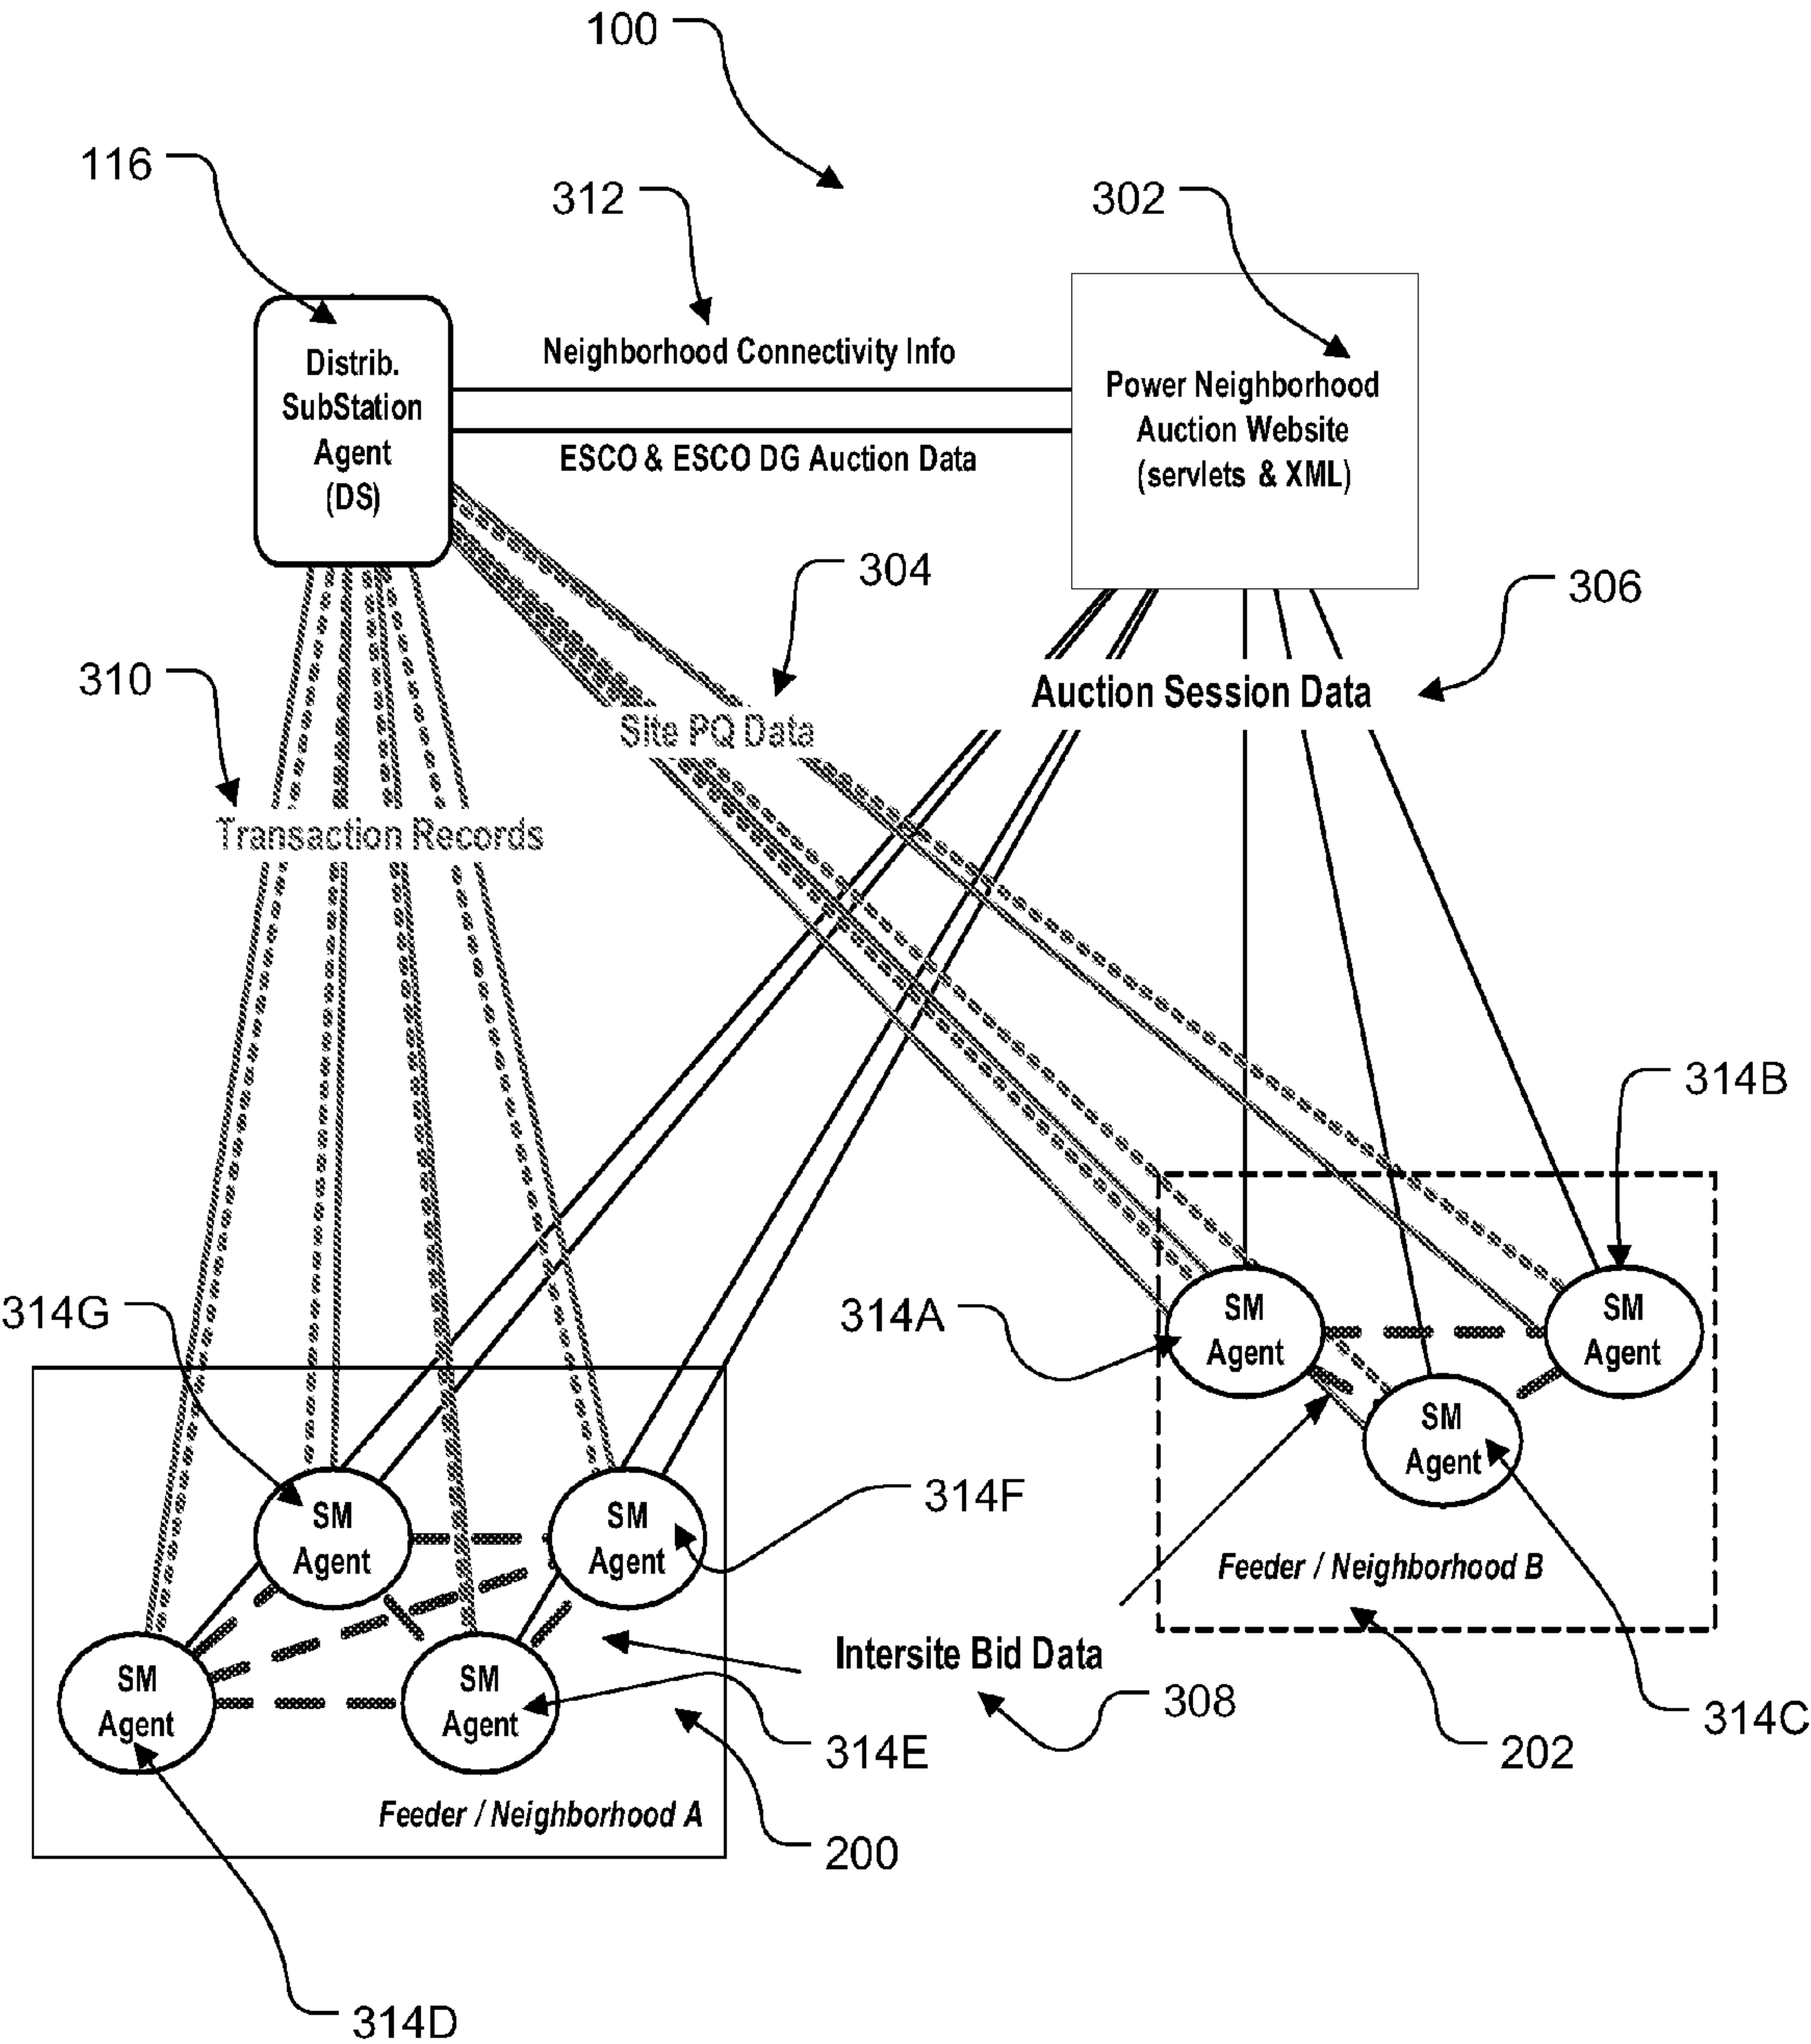 100
116
312
302
Neighborhood Connectivity Info
Distrib.
SubStation
Agent
(DS)
Power Neighborhood
Auction Website
(servlets & XML)
ESCO & ESCO DG Auction Data
304
306
310
Auction Session Data
Site PQ Data
Transaction Records
314B
314G
314A
SM
Agent
SM
Agent
SM
Agent
314F
SM
Agent
SM
Agent
Feeder / Neighborhood B
Intersite Bid Data
SM
Agent
SM
Agent
308
314C
314E
202
Feeder / Neighborhood A
200
314D